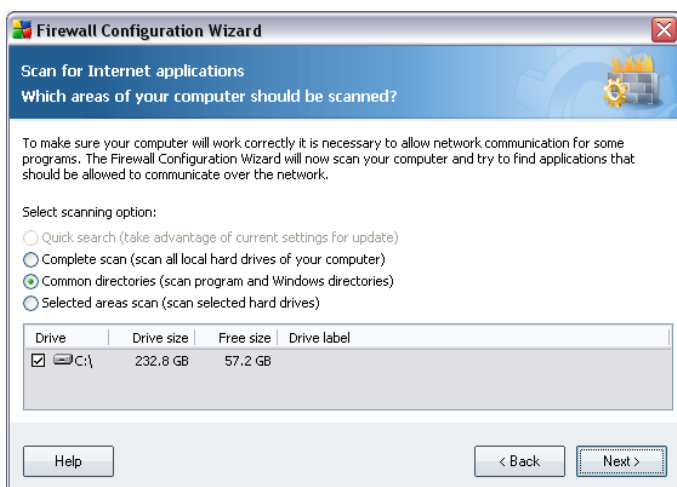 Firewall Configuration Wizard
Scan for Internet applications
Which areas of your computer should be scanned?
To make sure your computer will work correctly it is necessary to allow network communication for some
programs. The Firewall Configuration Wizard will now scan your computer and try to find applications that
should be allowed to communicate over the network.
Select scanning option:
Quick search (take advantage of current settings for update)
Complete scan (scan all local hard drives of your computer)
Common directories (scan program and Windows directories)
Selected areas scan (scan selected hard drives)
Drive Drive size Free size Drive label
C:\ 232.8 GB 57.2 GB
Help < Back Next >